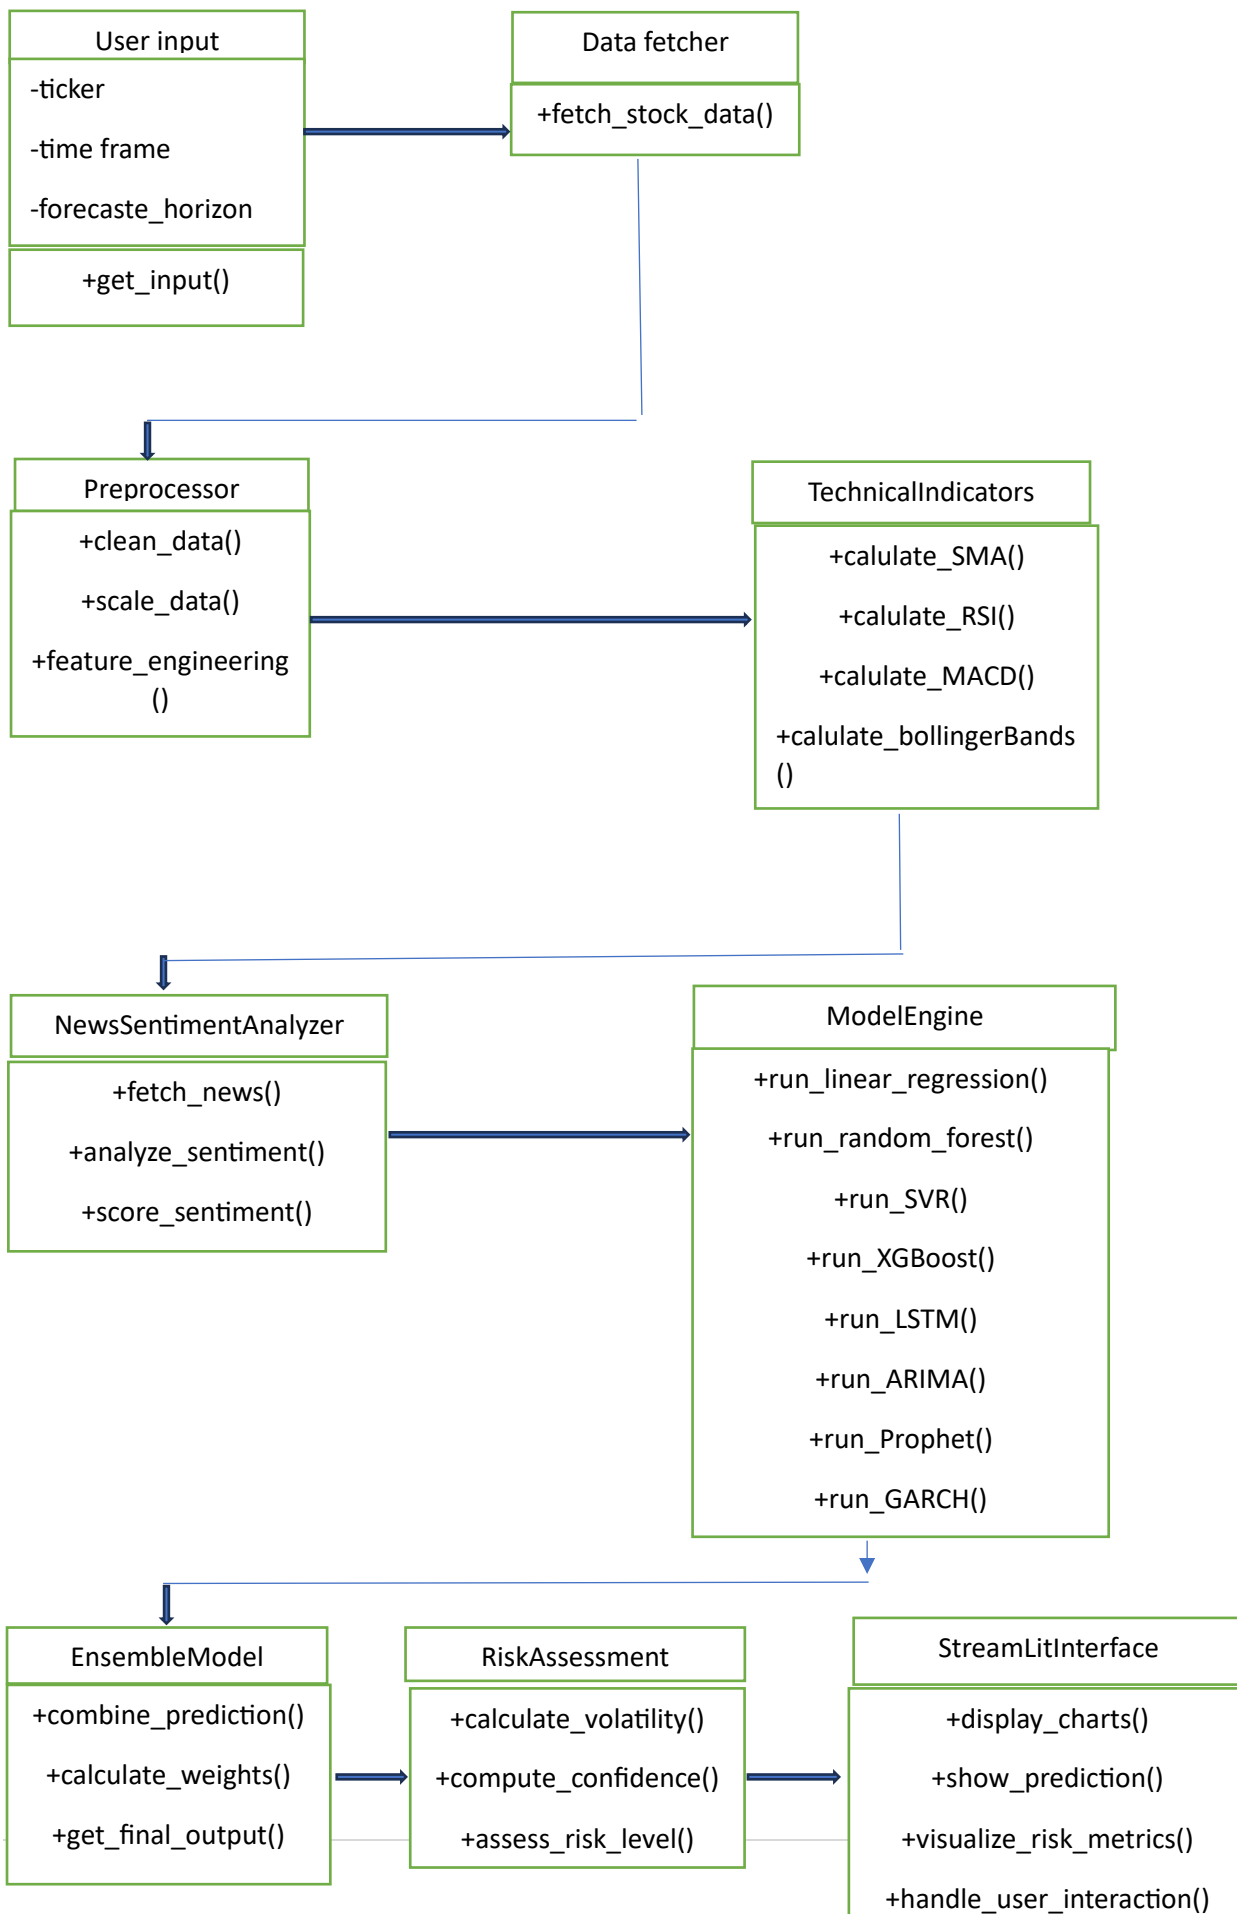 User input
-ticker
-time frame
-forecaste_horizon
+get_input()
Data fetcher
+fetch_stock_data()
Preprocessor
+clean_data()
+scale_data()
+feature_engineering
()
TechnicalIndicators
+calulate_SMA()
+calulate_RSI()
+calulate_MACD()
+calulate_bollingerBands
()
NewsSentimentAnalyzer
+fetch_news()
+analyze_sentiment()
+score_sentiment()
ModelEngine
+run_linear_regression()
+run_random_forest()
+run_SVR()
+run_XGBoost()
+run_LSTM()
+run_ARIMA()
+run_Prophet()
+run_GARCH()
EnsembleModel
+combine_prediction()
+calculate_weights()
+get_final_output()
RiskAssessment
+calculate_volatility()
+compute_confidence()
+assess_risk_level()
StreamLitInterface
+display_charts()
+show_prediction()
+visualize_risk_metrics()
+handle_user_interaction()